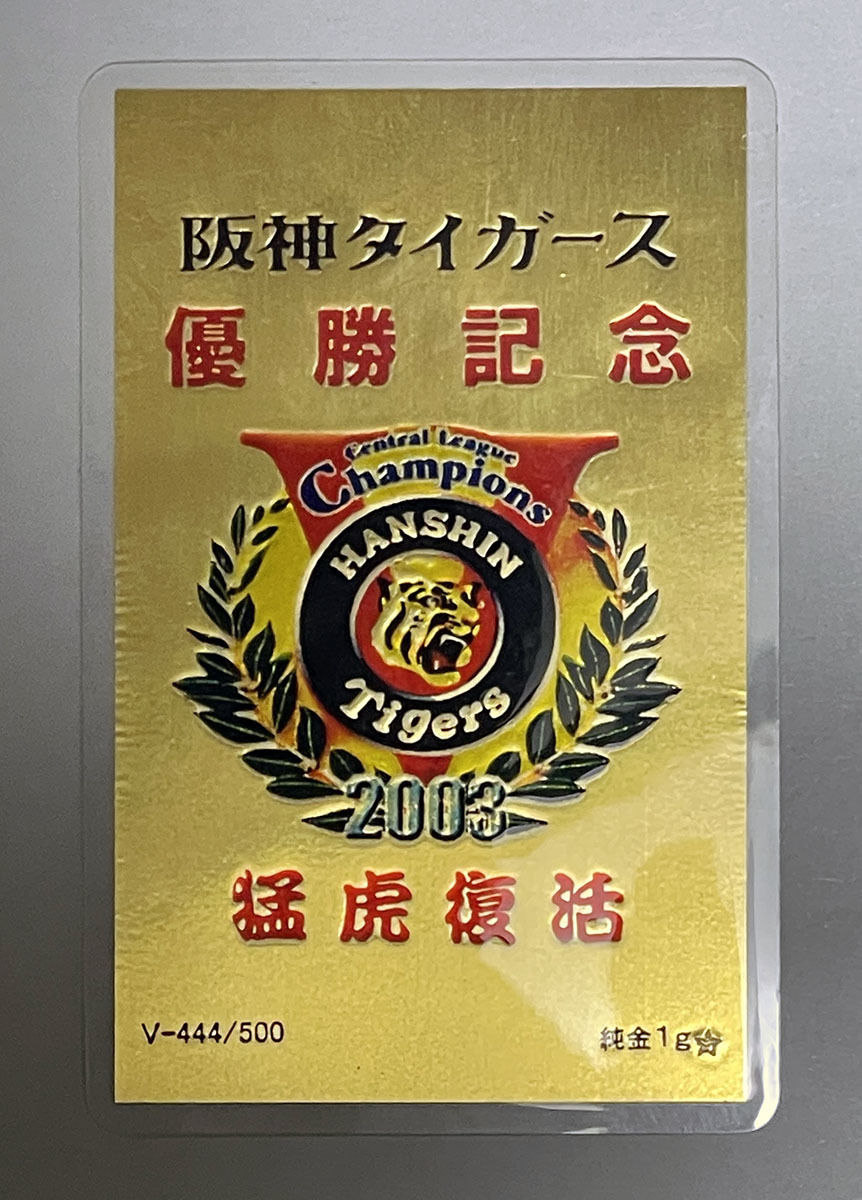 阪神タイガース
優勝記念
Central League
Champions
HANSHIN
Tigers
2003
猛虎復活
V-444/500
純金1g